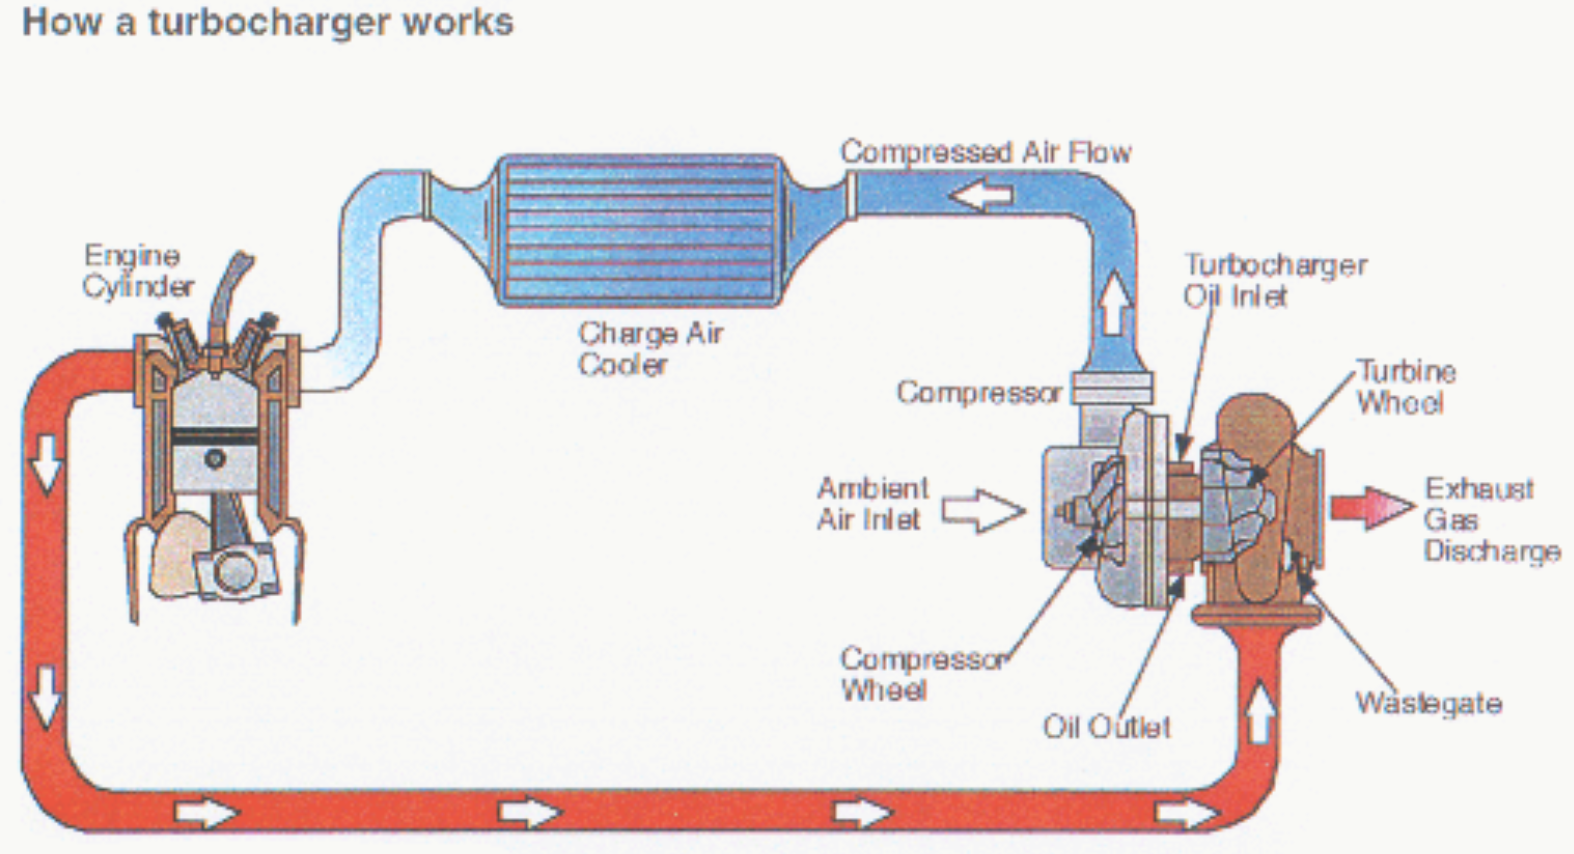 How a turbocharger works
Compressed Air Flow
Engine
Cylinder
Turbocharger
Oil Inlet
Charge Air
Cooler
Compressor
Turbine
Wheel
Ambient
Air Inlet
Exhaust
Gas
Discharge
Compressor
Wheel
Oil Outlet
Wastegate